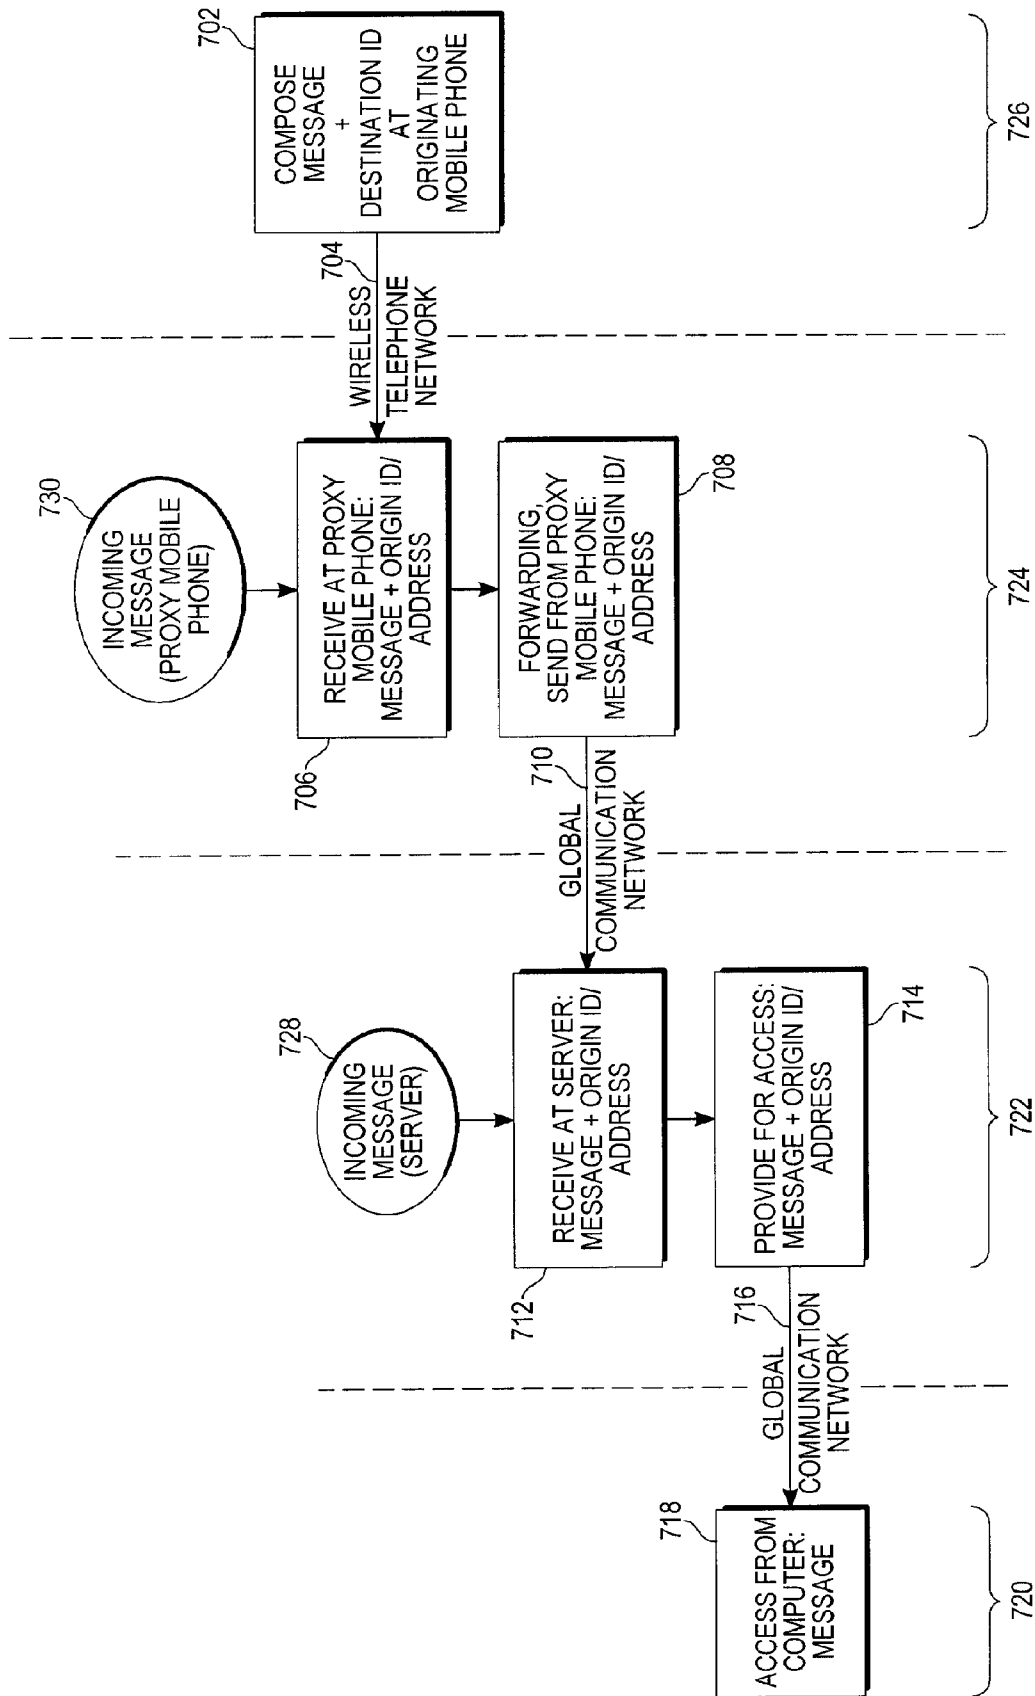 702
COMPOSE
MESSAGE
+
DESTINATION ID
AT
ORIGINATING
MOBILE PHONE
726
704
WIRELESS
TELEPHONE
NETWORK
730
INCOMING
MESSAGE
(PROXY MOBILE
PHONE)
706
RECEIVE AT PROXY
MOBILE PHONE:
MESSAGE + ORIGIN ID/
ADDRESS
708
FORWARDING,
SEND FROM PROXY
MOBILE PHONE:
MESSAGE + ORIGIN ID/
ADDRESS
724
710
GLOBAL
COMMUNICATION
NETWORK
728
INCOMING
MESSAGE
(SERVER)
712
RECEIVE AT SERVER:
MESSAGE + ORIGIN ID/
ADDRESS
714
PROVIDE FOR ACCESS:
MESSAGE + ORIGIN ID/
ADDRESS
722
716
GLOBAL
COMMUNICATION
NETWORK
718
ACCESS FROM
COMPUTER:
MESSAGE
720